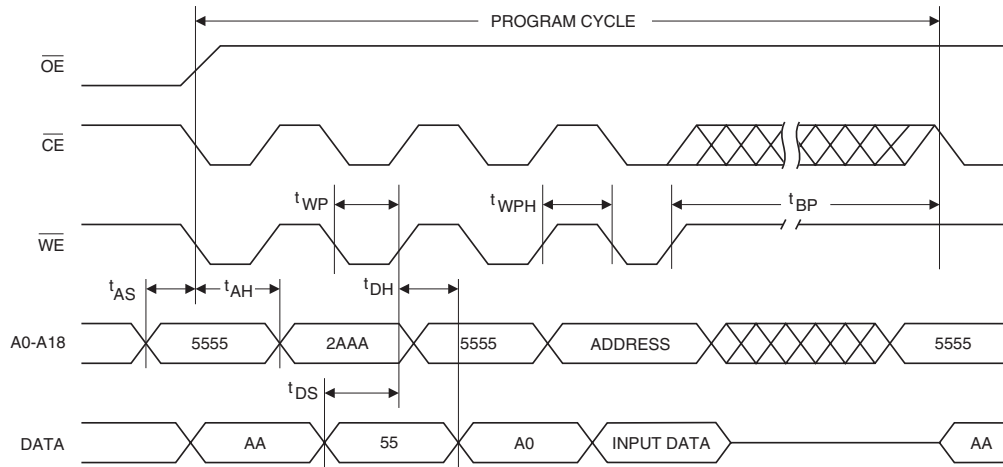 PROGRAM CYCLE
OE
CE
tWP
tWPH
tBP
WE
tAS
tAH
tDH
A0-A18
5555
2AAA
5555
ADDRESS
5555
tDS
DATA
AA
55
A0
INPUT DATA
AA